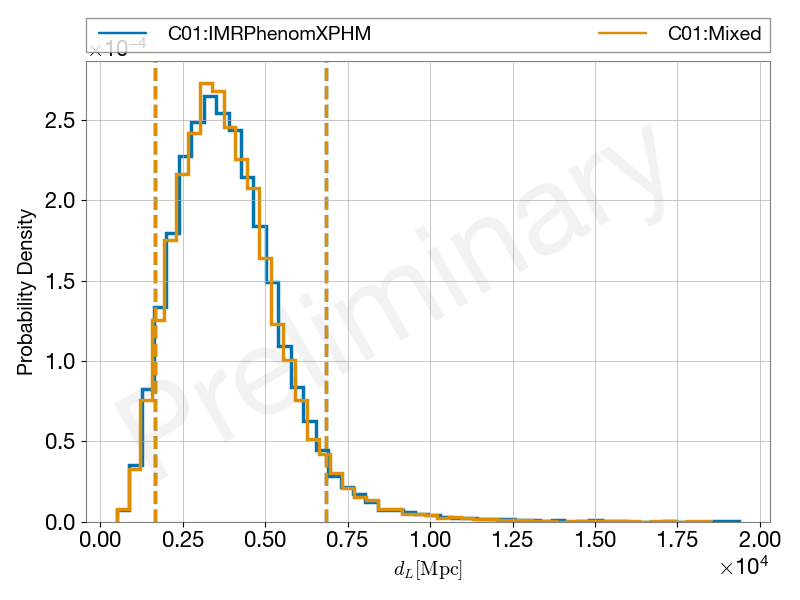 C01:IMRPhenomXPHM C01:Mixed
×10⁻⁴
2.5
2.0
1.5
1.0
0.5
0.0
Probability Density
Preliminary
0.00 0.25 0.50 0.75 1.00 1.25 1.50 1.75 2.00
×10⁴
d_L[Mpc]